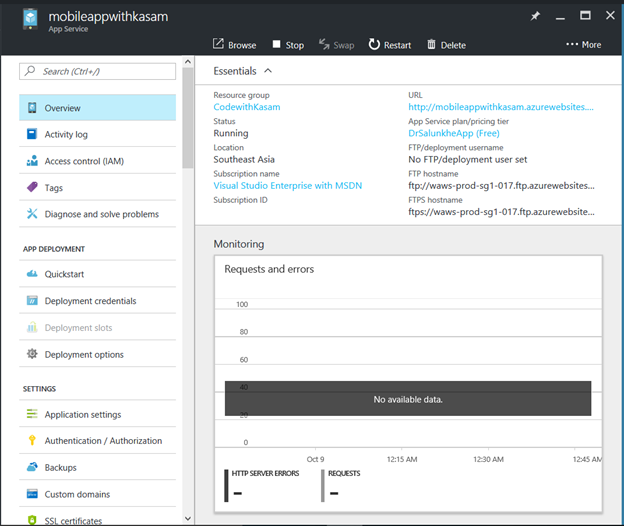 mobileappwithkasam
App Service
Browse Stop Swap Restart Delete ••• More
Search (Ctrl+/)
Overview
Activity log
Access control (IAM)
Tags
Diagnose and solve problems
APP DEPLOYMENT
Quickstart
Deployment credentials
Deployment slots
Deployment options
SETTINGS
Application settings
Authentication / Authorization
Backups
Custom domains
SSL certificates
Essentials
Resource group
CodewithKasam
Status
Running
Location
Southeast Asia
Subscription name
Visual Studio Enterprise with MSDN
Subscription ID
URL
http://mobileappwithkasam.azurewebsites....
App Service plan/pricing tier
DrSalunkheApp (Free)
FTP/deployment username
No FTP/deployment user set
FTP hostname
ftp://waws-prod-sg1-017.ftp.azurewebsites...
FTPS hostname
ftps://waws-prod-sg1-017.ftp.azurewebsite...
Monitoring
Requests and errors
100
80
60
40
No available data.
20
0
Oct 9 12:15 AM 12:30 AM 12:45 AM
HTTP SERVER ERRORS REQUESTS
-- --